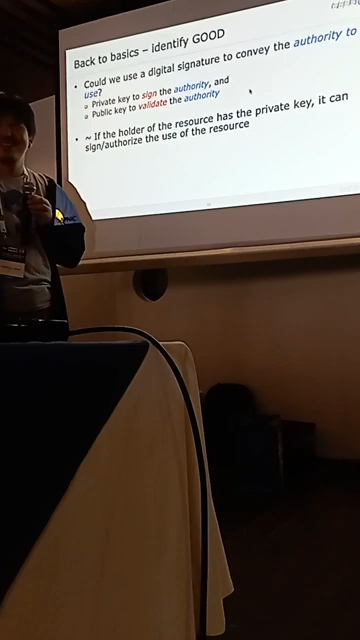 Back to basics – identify GOOD
• Could we use a digital signature to convey the authority to
use?
Private key to sign the authority, and
Public key to validate the authority
• ~ If the holder of the resource has the private key, it can
sign/authorize the use of the resource